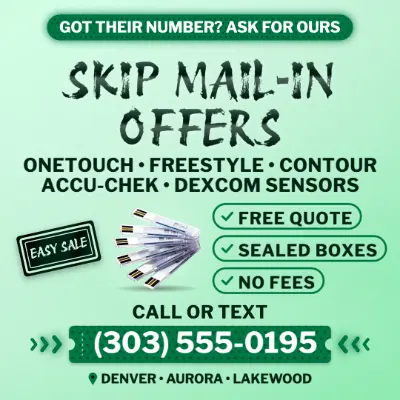 GOT THEIR NUMBER? ASK FOR OURS
SKIP MAIL-IN
OFFERS
ONETOUCH • FREESTYLE • CONTOUR
ACCU-CHEK • DEXCOM SENSORS
EASY SALE
FREE QUOTE
SEALED BOXES
NO FEES
CALL OR TEXT
(303) 555-0195
DENVER • AURORA • LAKEWOOD